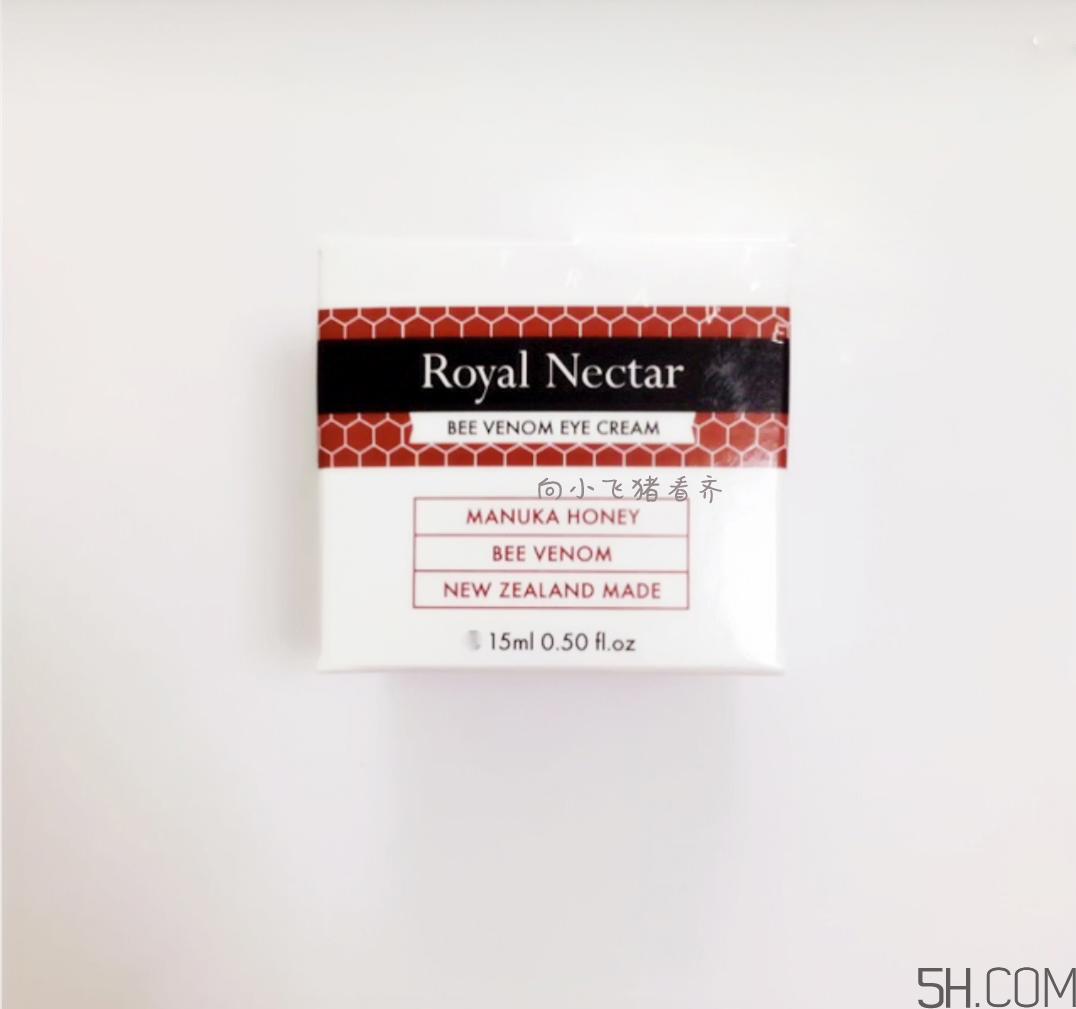 Royal Nectar
BEE VENOM EYE CREAM
向小飞猪看齐
MANUKA HONEY
BEE VENOM
NEW ZEALAND MADE
15ml 0.50 fl.oz
5H.COM